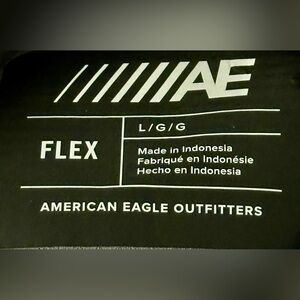 AE
L/G/G
FLEX
Made in Indonesia
Fabriqué en Indonésie
Hecho en Indonesia
AMERICAN EAGLE OUTFITTERS